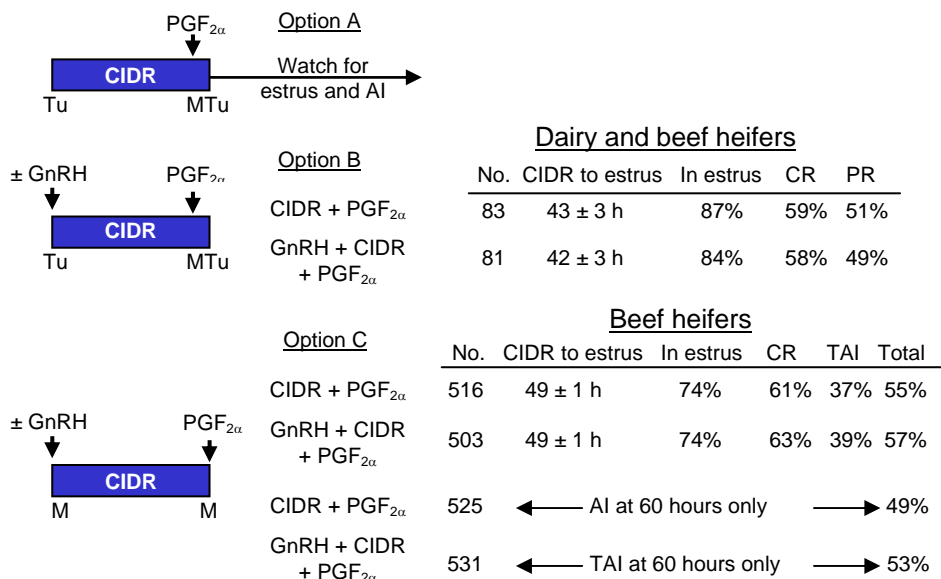 PGF2α Option A
CIDR Watch for
estrus and AI
Tu MTu
Dairy and beef heifers
± GnRH PGF2α Option B
No. CIDR to estrus In estrus CR PR
CIDR CIDR + PGF2α 83 43 ± 3 h 87% 59% 51%
Tu MTu GnRH + CIDR 81 42 ± 3 h 84% 58% 49%
+ PGF2α
Beef heifers
Option C
No. CIDR to estrus In estrus CR TAI Total
CIDR + PGF2α 516 49 ± 1 h 74% 61% 37% 55%
± GnRH PGF2α GnRH + CIDR 503 49 ± 1 h 74% 63% 39% 57%
+ PGF2α
CIDR
M M CIDR + PGF2α 525 AI at 60 hours only 49%
GnRH + CIDR 531 TAI at 60 hours only 53%
+ PGF2α